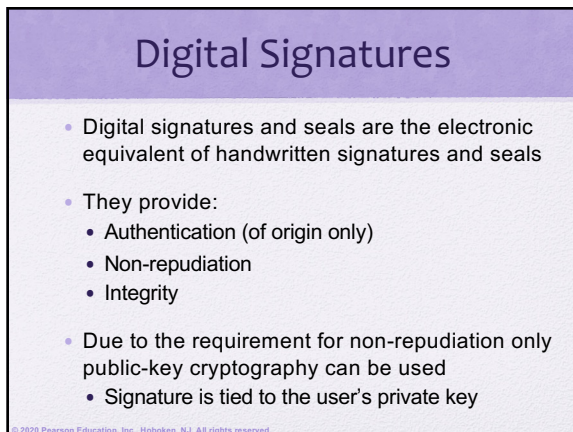 Digital Signatures
• Digital signatures and seals are the electronic
equivalent of handwritten signatures and seals
• They provide:
• Authentication (of origin only)
• Non-repudiation
• Integrity
• Due to the requirement for non-repudiation only
public-key cryptography can be used
• Signature is tied to the user's private key
© 2020 Pearson Education, Inc., Hoboken, NJ. All rights reserved.